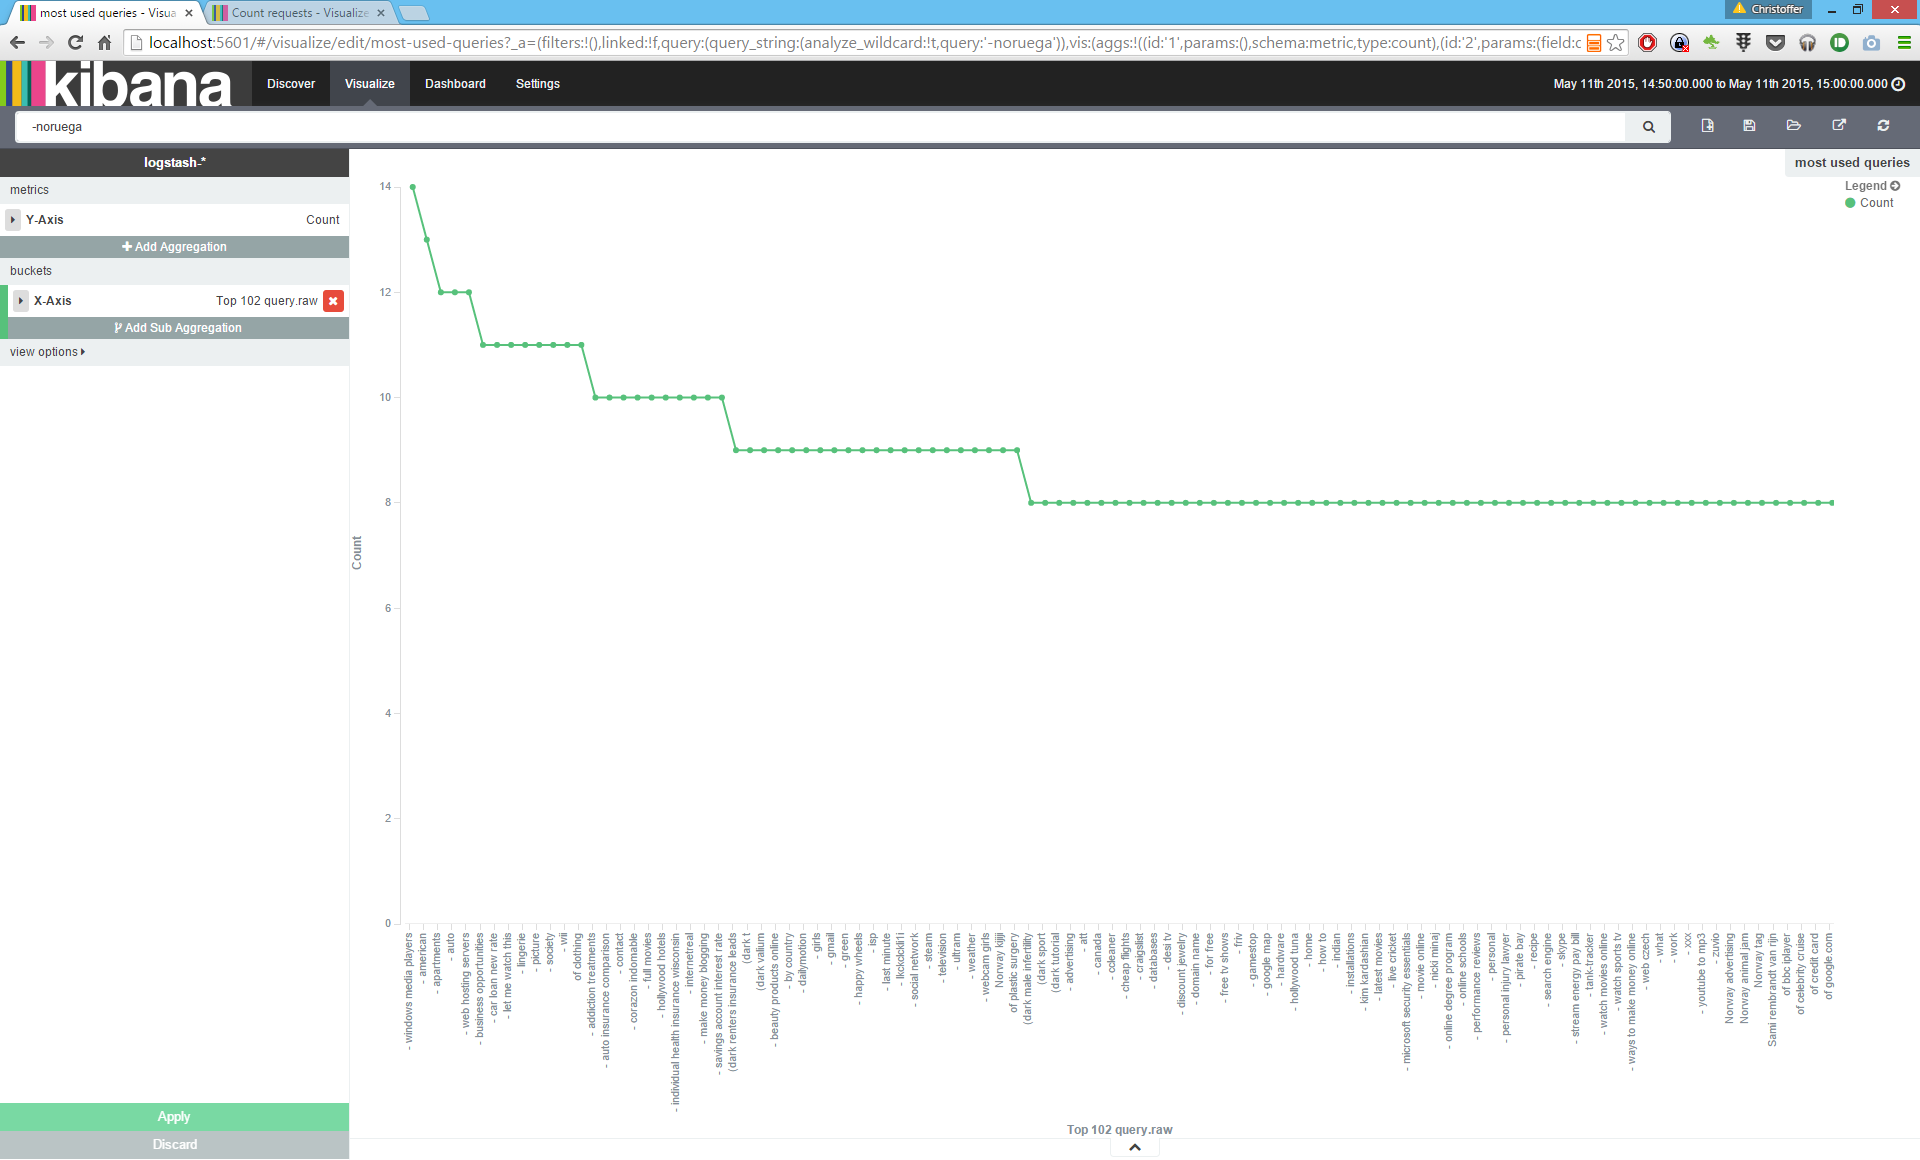 most used queries - Visua
Count requests - Visualize
Christoffer
localhost:5601/#/visualize/edit/most-used-queries?_a=(filters:!(),linked:!f,query:(query_string:(analyze_wildcard:!t,query:'-noruega')),vis:(aggs:!((id:'1',params:(),schema:metric,type:count),(id:'2',params:(field:c
kibana
Discover
Visualize
Dashboard
Settings
May 11th 2015, 14:50:00.000 to May 11th 2015, 15:00:00.000
-noruega
logstash-*
most used queries
metrics
Legend
Count
Y-Axis
Count
Add Aggregation
buckets
X-Axis
Top 102 query.raw
Add Sub Aggregation
view options
14
12
10
8
6
4
2
0
Count
- windows media players
- american
- apartments
- auto
- web hosting servers
- business opportunities
- car loan new rate
- let me watch this
- lingerie
- picture
- society
- wii
of clothing
- addiction treatments
- auto insurance comparison
- contact
- corazon indomable
- full movies
- hollywood hotels
- individual health insurance wisconsin
- internetreal
- make money blogging
- savings account interest rate
(dark renters insurance leads
(dark t
(dark valium
- beauty products online
- by country
- dailymotion
- girls
- gmail
- green
- happy wheels
- isp
- last minute
- social network
- steam
- television
- ultram
- weather
- webcam girls
Norway kijiji
of plastic surgery
(dark male infertility
(dark sport
(dark tutorial
- advertising
- att
- canada
- ccleaner
- cheap flights
- craigslist
- databases
- desi tv
- discount jewelry
- domain name
- for free
- free tv shows
- friv
- gamestop
- google map
- hardware
- hollywood tuna
- home
- how to
- indian
- installations
- kim kardashian
- latest movies
- live cricket
- microsoft security essentials
- movie online
- nicki minaj
- online degree program
- online schools
- performance reviews
- personal
- personal injury lawyer
- pirate bay
- recipe
- search engine
- skype
- stream energy pay bill
- tank-tracker
- watch movies online
- watch sports tv
- ways to make money online
- web czech
- what
- work
- xxx
- youtube to mp3
- zuvio
Norway advertising
Norway animal jam
Norway tag
Sami rembrandt van rijn
of bbc iplayer
of celebrity cruise
of credit card
of google.com
Top 102 query.raw
Apply
Discard